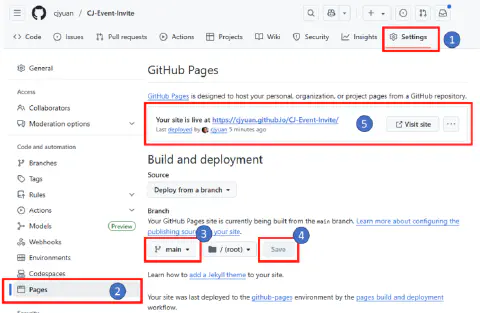 cjyuan / CJ-Event-Invite
Code Issues Pull requests Actions Projects Wiki Security Insights Settings
1
General
Access
Collaborators
Moderation options
Code and automation
Branches
Tags
Rules
Actions
Models Preview
Webhooks
Environments
Codespaces
Pages
2
GitHub Pages
GitHub Pages is designed to host your personal, organization, or project pages from a GitHub repository.
Your site is live at https://cjyuan.github.io/CJ-Event-Invite/
Last deployed by cjyuan 5 minutes ago
5
Visit site
Build and deployment
Source
Deploy from a branch
Branch
Your GitHub Pages site is currently being built from the main branch. Learn more about configuring the
publishing source your site.
3
4
main
/ (root)
Save
Learn how to add a Jekyll theme to your site.
Your site was last deployed to the github-pages environment by the pages build and deployment
workflow.